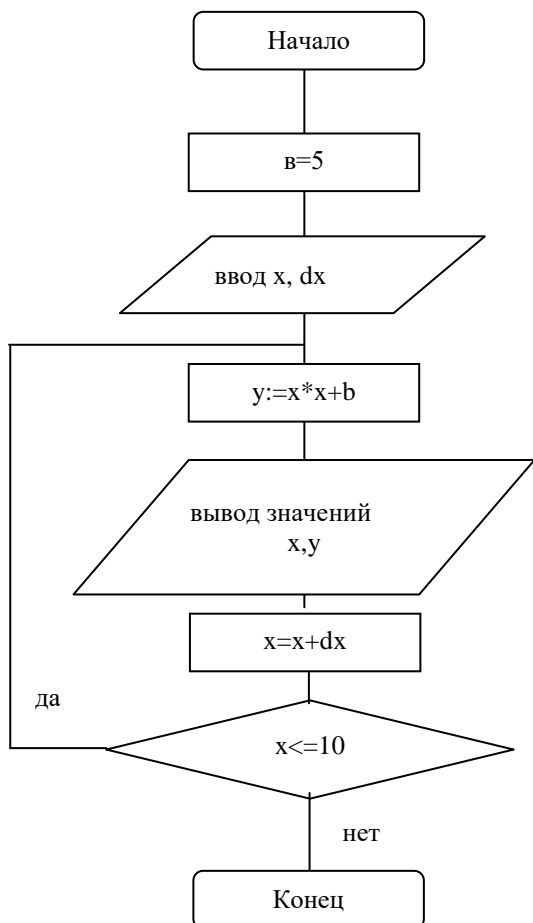 Начало
в=5
ввод x, dx
y:=x*x+b
вывод значений
x,y
x=x+dx
да
x<=10
нет
Конец